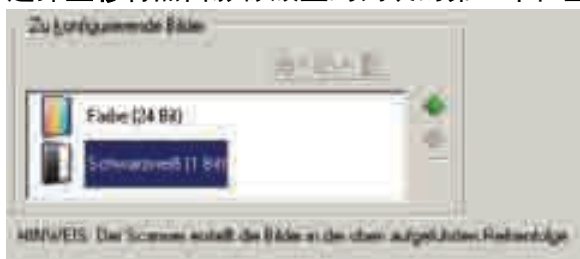 Zu konfigurierende Bilder
Farbe (24 Bit)
Schwarzweiß (1 Bit)
HINWEIS: Der Scanner erstellt die Bilder in der oben aufgeführten Reihenfolge.